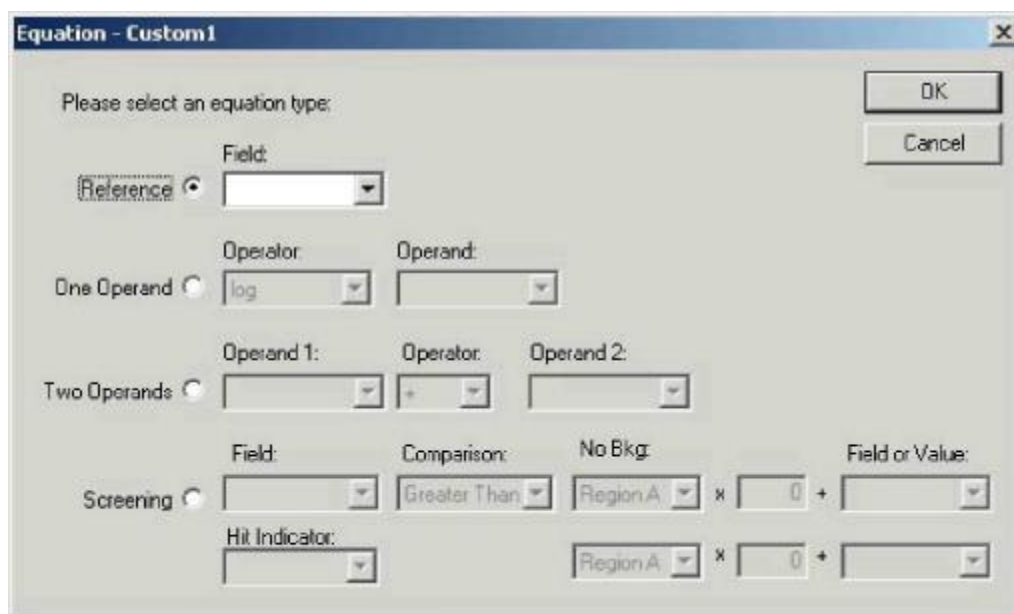 Equation - Custom1
Please select an equation type:
OK
Cancel
Field:
Reference
Operator: Operand:
One Operand log
Operand 1: Operator: Operand 2:
Two Operands +
Field: Comparison: No Bkg: Field or Value:
Screening Greater Than Region A x 0 +
Hit Indicator:
Region A x 0 +